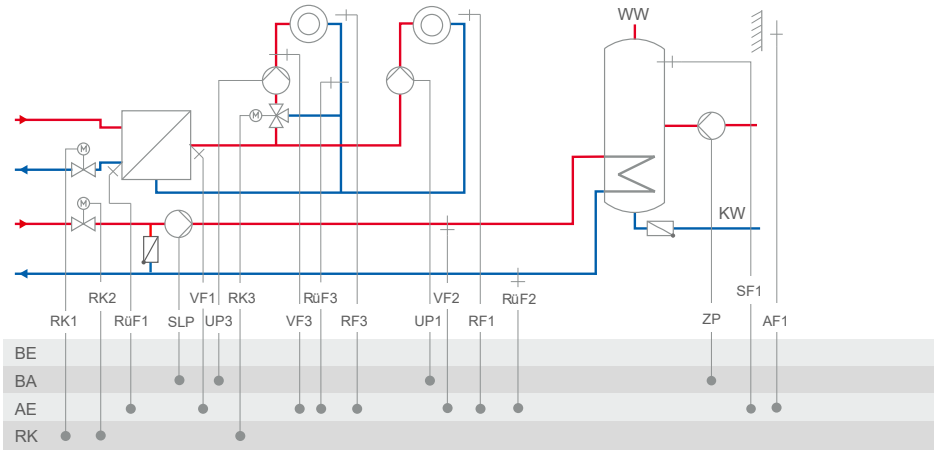 WW
M
M
M
KW
RK2 VF1 RK3 VF2 RüF2 SF1
RüF3
RK1 RüF1 SLP UP3 VF3 RF3 UP1 RF1 ZP AF1
BE
BA
AE
RK